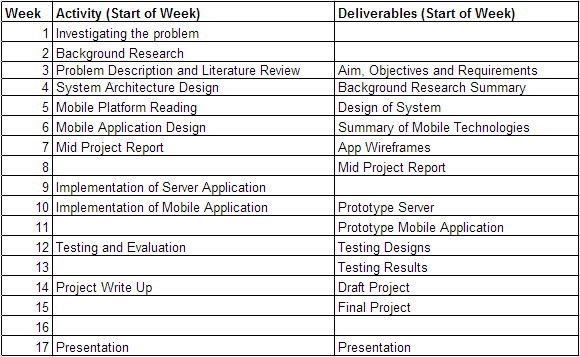 Week Activity (Start of Week) Deliverables (Start of Week)
1 Investigating the problem
2 Background Research
3 Problem Description and Literature Review Aim, Objectives and Requirements
4 System Architecture Design Background Research Summary
5 Mobile Platform Reading Design of System
6 Mobile Application Design Summary of Mobile Technologies
7 Mid Project Report App Wireframes
8 Mid Project Report
9 Implementation of Server Application
10 Implementation of Mobile Application Prototype Server
11 Prototype Mobile Application
12 Testing and Evaluation Testing Designs
13 Testing Results
14 Project Write Up Draft Project
15 Final Project
16
17 Presentation Presentation